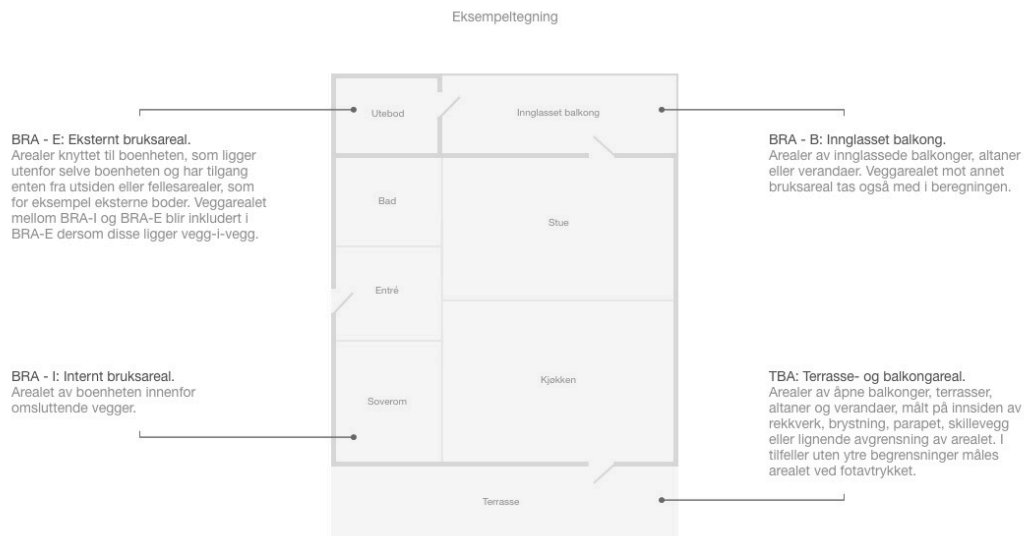 Eksempeltegning
Utebod
Innglasset balkong
BRA - E: Eksternt bruksareal.
Arealer knyttet til boenheten, som ligger
utenfor selve boenheten og har tilgang
enten fra utsiden eller fellesarealer, som
for eksempel eksterne boder. Veggarealet
mellom BRA-I og BRA-E blir inkludert i
BRA-E dersom disse ligger vegg-i-vegg.
BRA - B: Innglasset balkong.
Arealer av innglassede balkonger, altaner
eller verandaer. Veggarealet mot annet
bruksareal tas også med i beregningen.
Bad
Stue
Entré
Kjøkken
Soverom
BRA - I: Internt bruksareal.
Arealet av boenheten innenfor
omsluttende vegger.
TBA: Terrasse- og balkongareal.
Arealer av åpne balkonger, terrasser,
altaner og verandaer, målt på innsiden av
rekkverk, brystning, parapet, skillevegg
eller lignende avgrensning av arealet. I
tilfeller uten ytre begrensninger måles
arealet ved fotavtrykket.
Terrasse